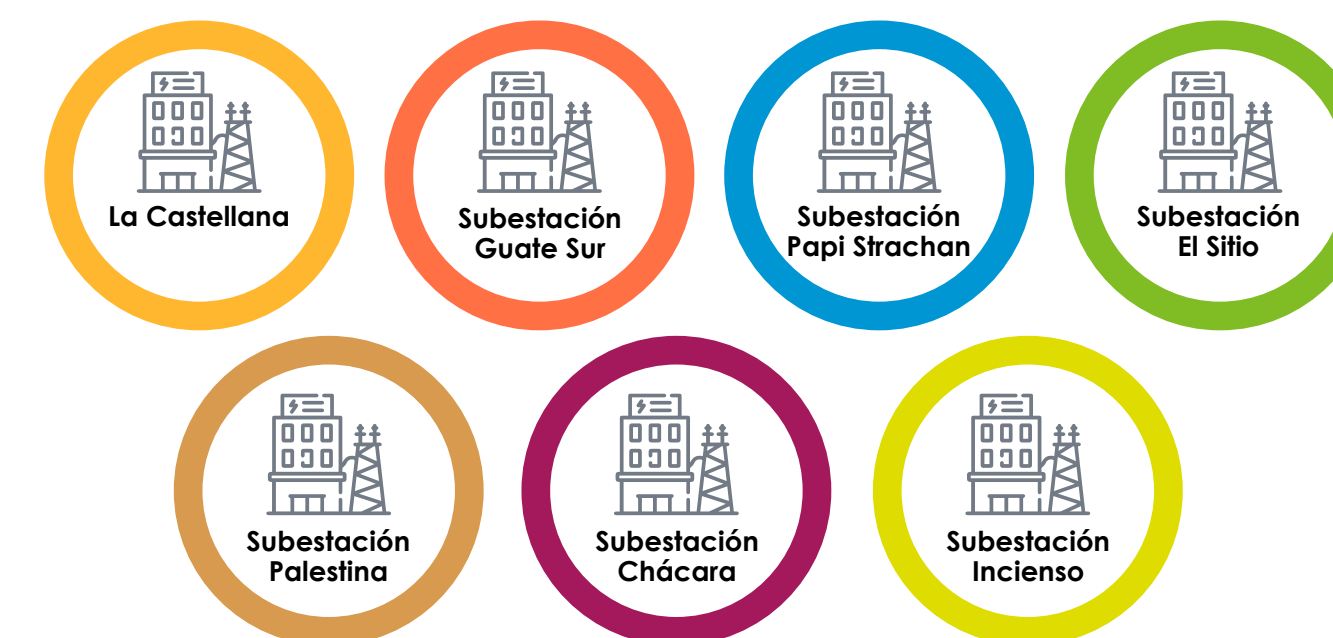 La Castellana
Subestación
Guate Sur
Subestación
Papi Strachan
Subestación
El Sitio
Subestación
Palestina
Subestación
Chácara
Subestación
Incienso